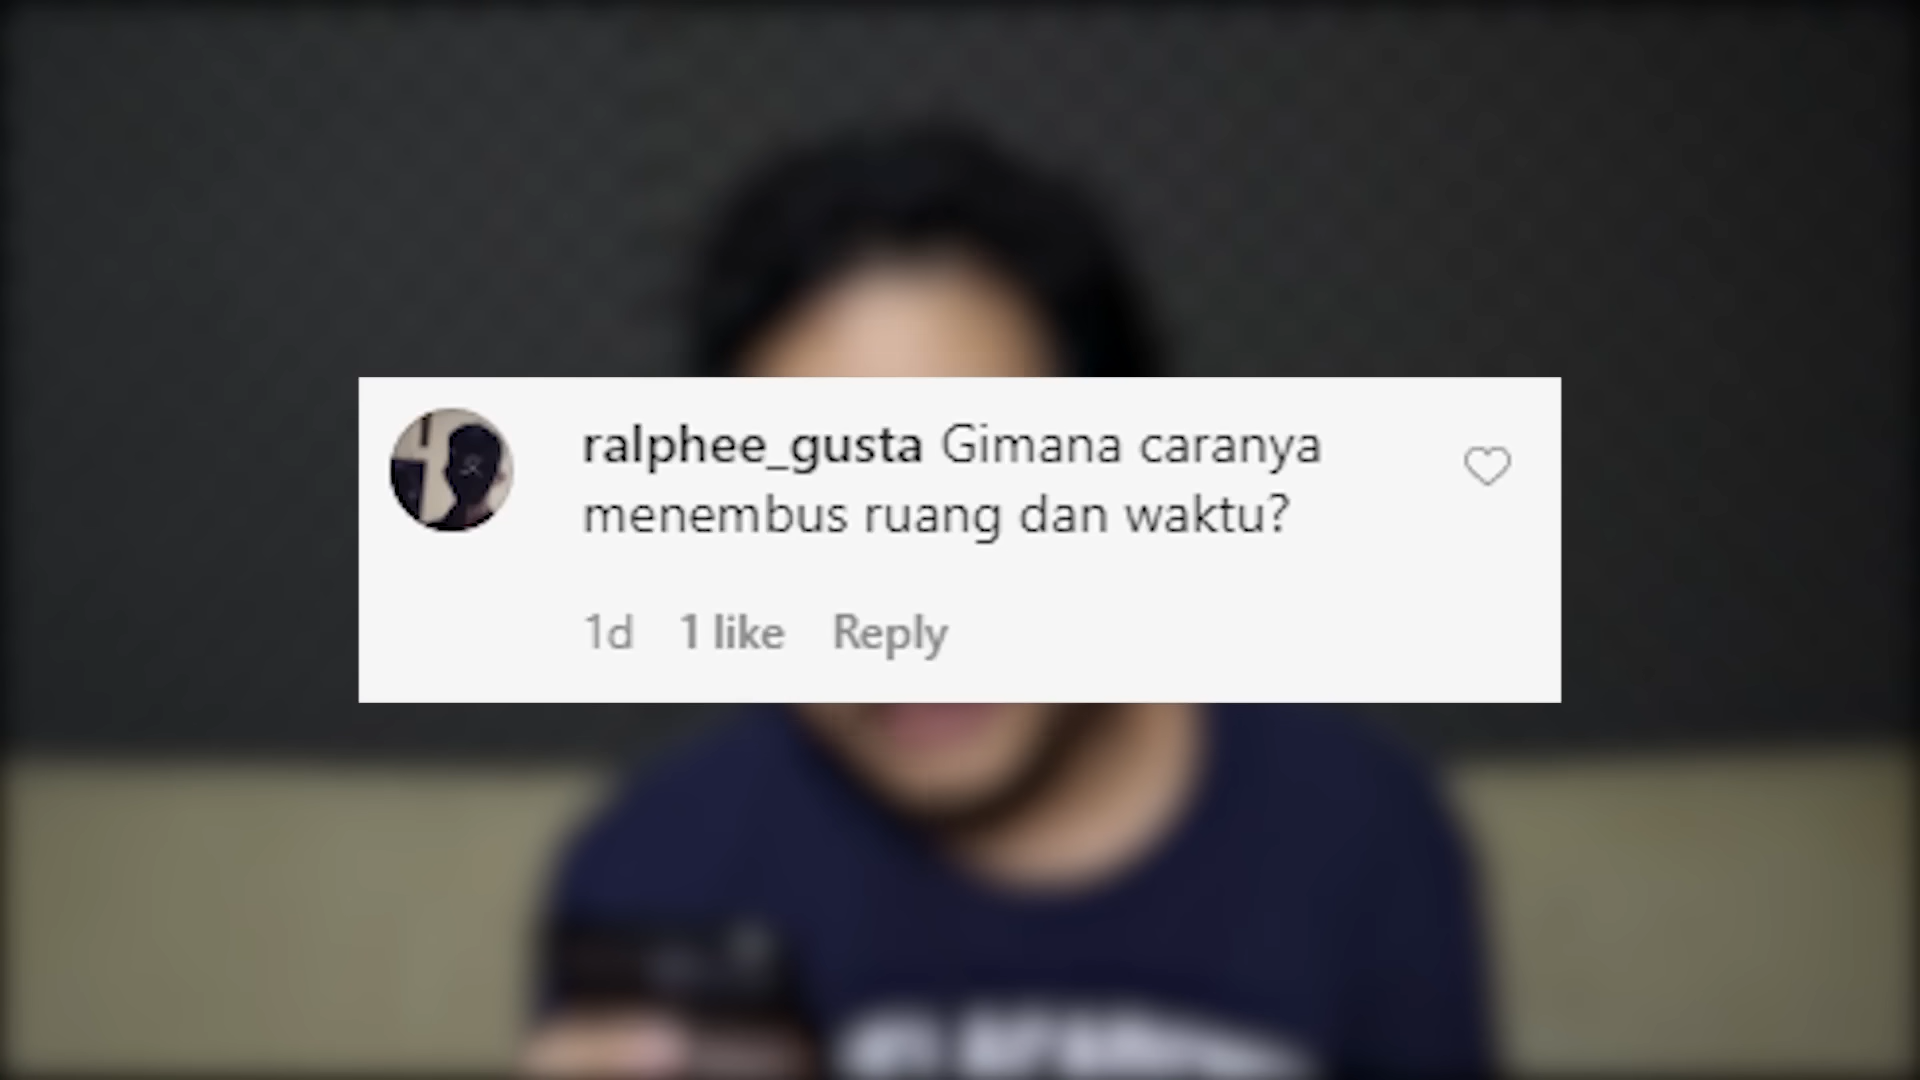 ralphee_gusta Gimana caranya
menembus ruang dan waktu?
1d 1 like Reply